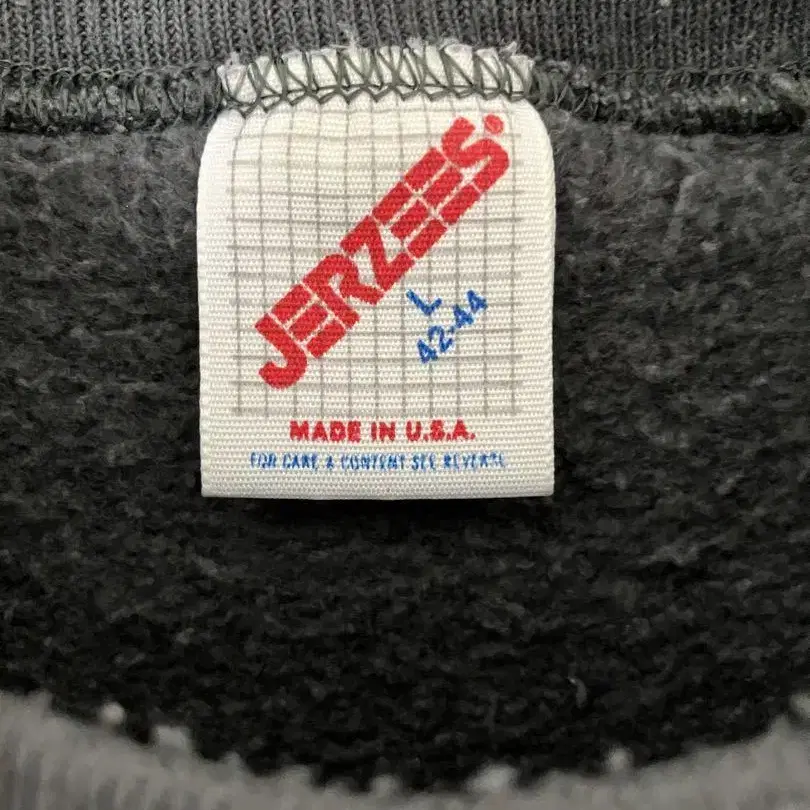 JERZEES®
L
42-44
MADE IN U.S.A.
FOR CARE & CONTENT SEE REVERSE